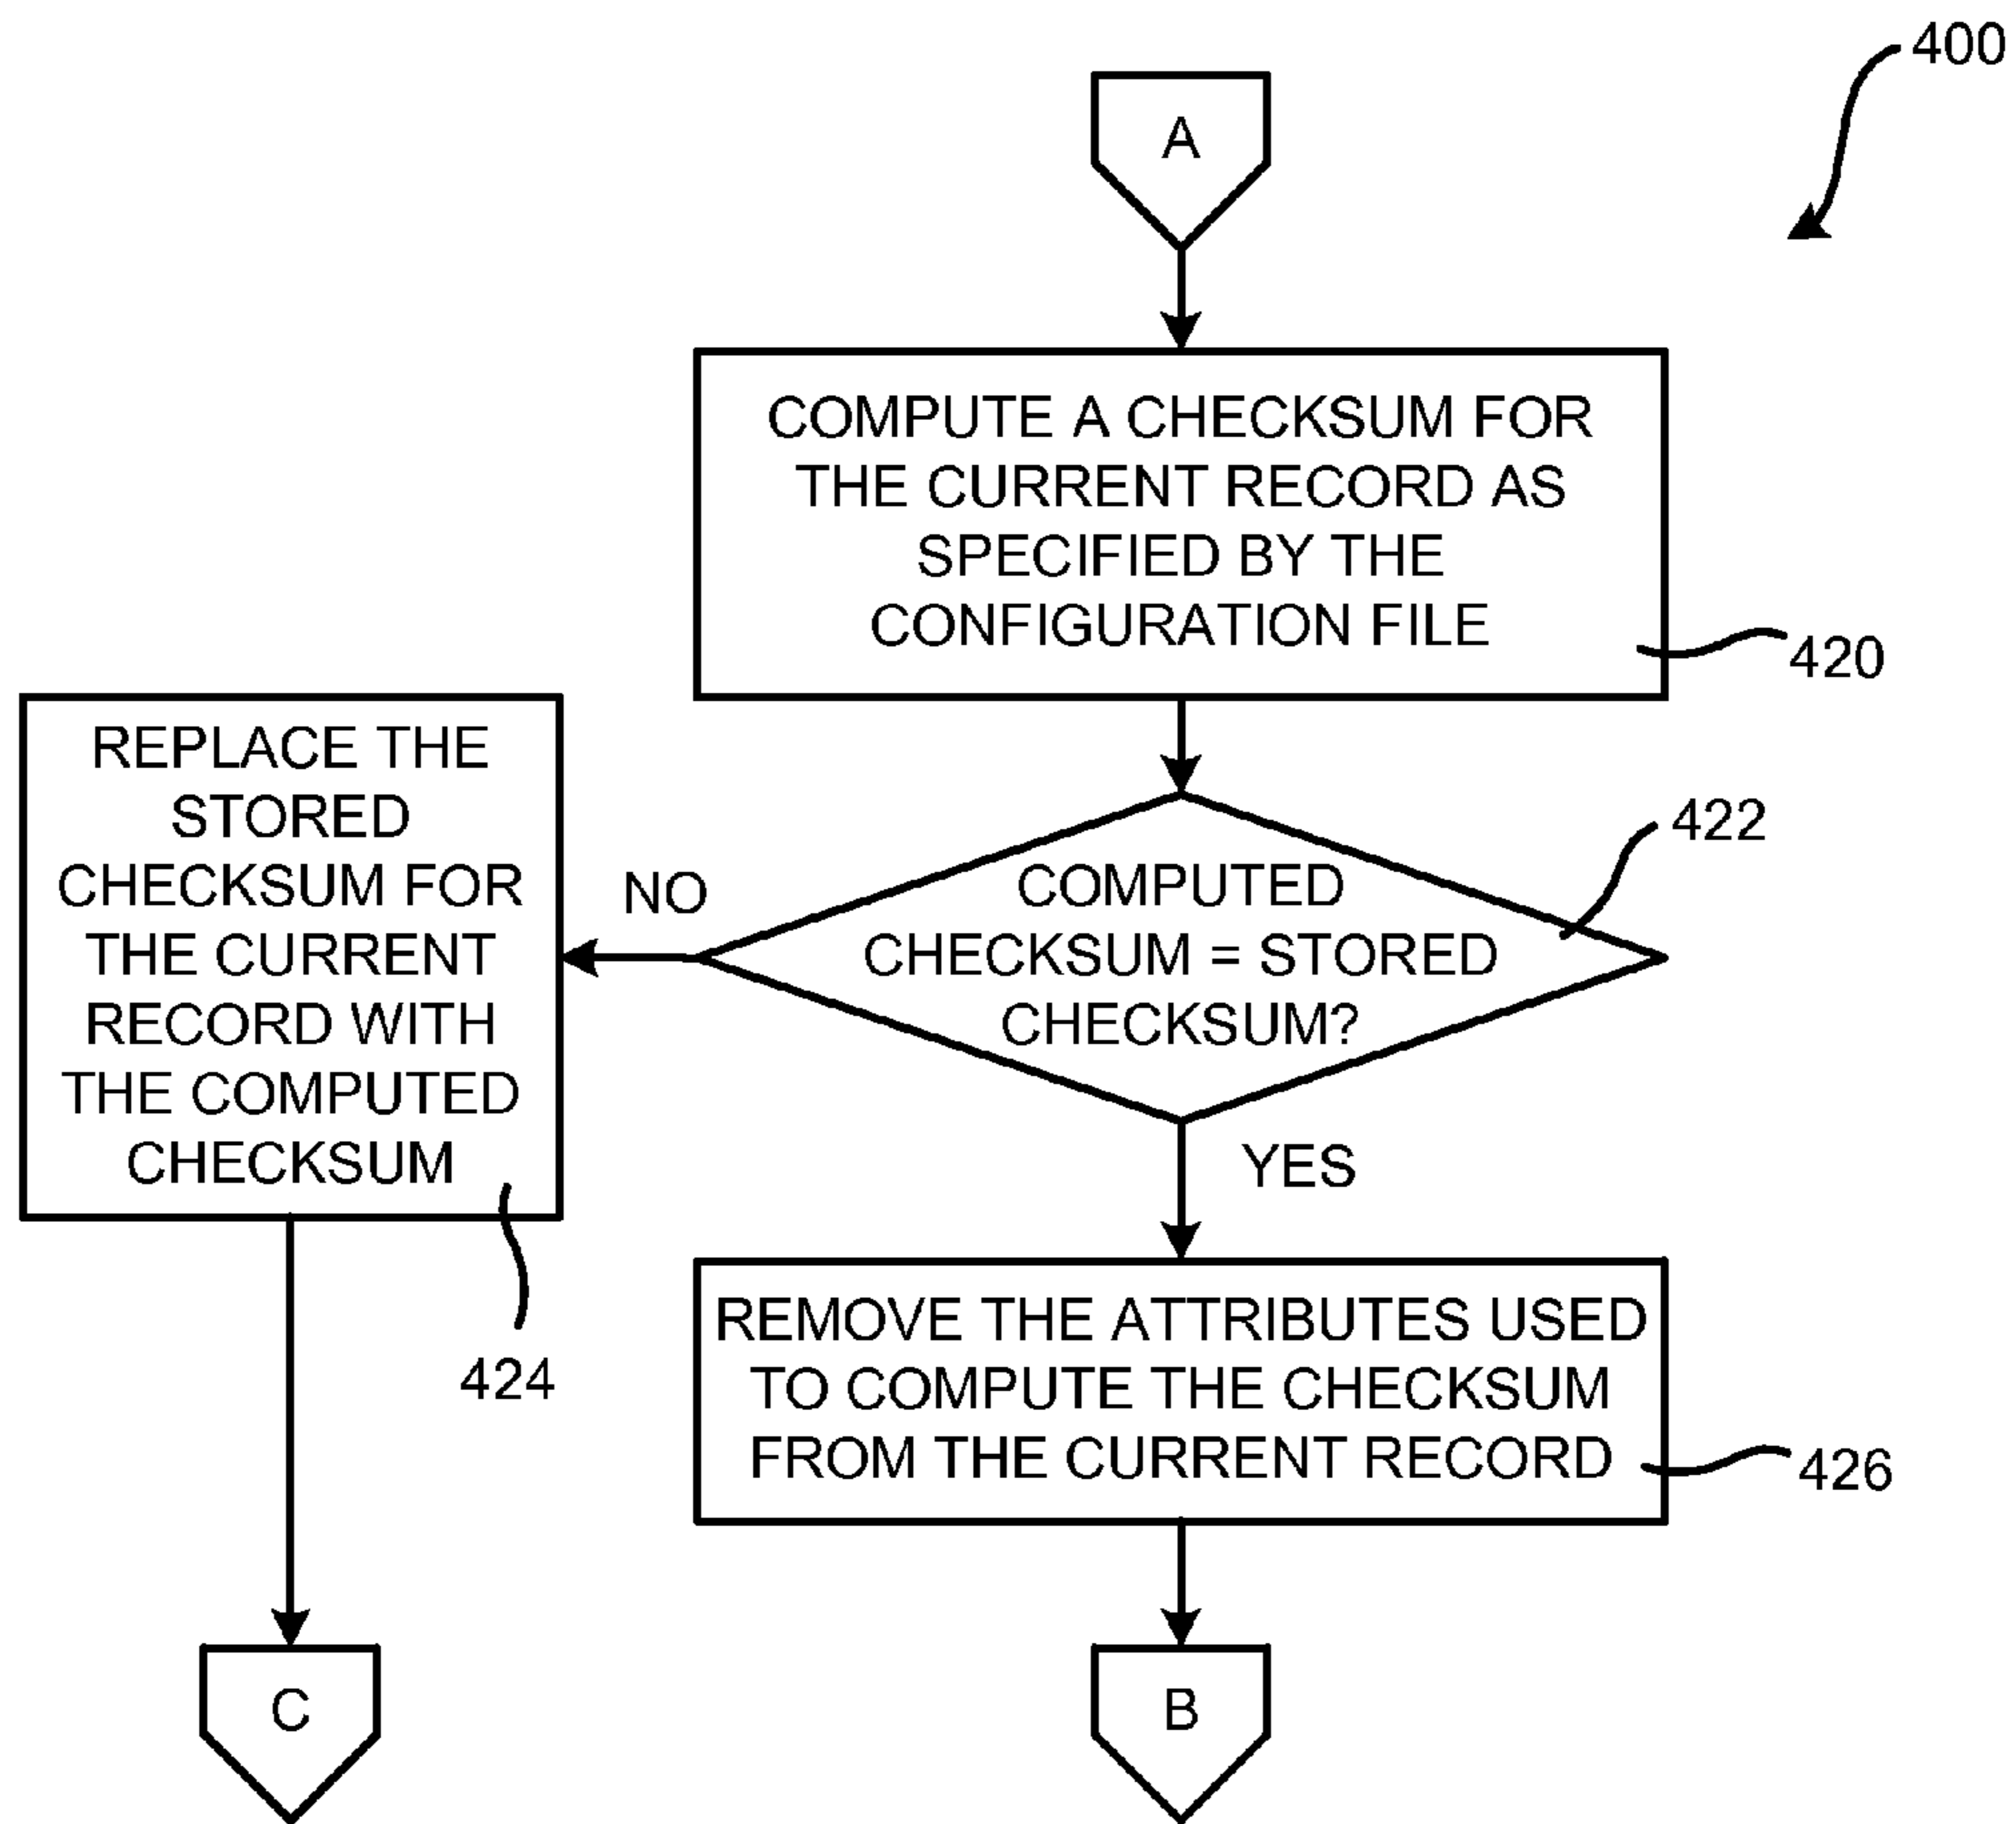 400
A
COMPUTE A CHECKSUM FOR
THE CURRENT RECORD AS
SPECIFIED BY THE
CONFIGURATION FILE
420
REPLACE THE
STORED
CHECKSUM FOR
THE CURRENT
RECORD WITH
THE COMPUTED
CHECKSUM
424
NO
COMPUTED
CHECKSUM = STORED
CHECKSUM?
422
YES
REMOVE THE ATTRIBUTES USED
TO COMPUTE THE CHECKSUM
FROM THE CURRENT RECORD
426
C
B